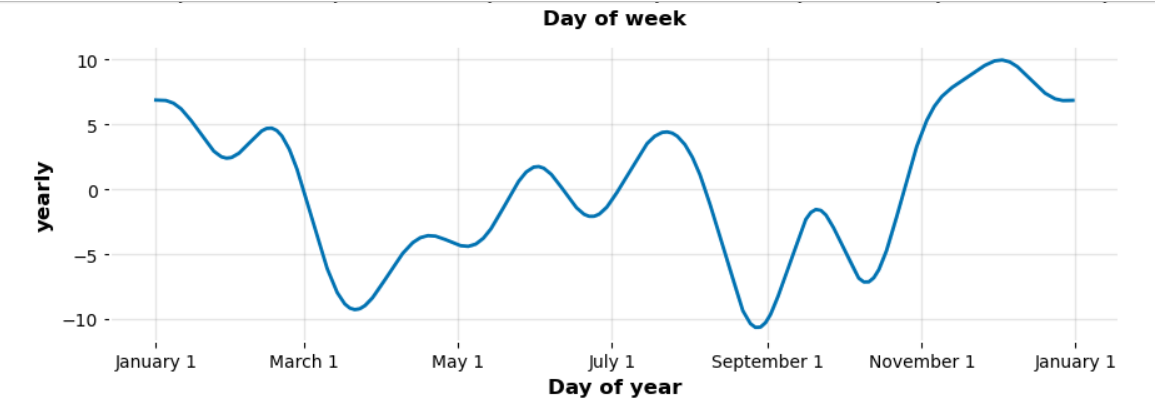 Day of week
10
5
0
−5
−10
yearly
January 1 March 1 May 1 July 1 September 1 November 1 January 1
Day of year